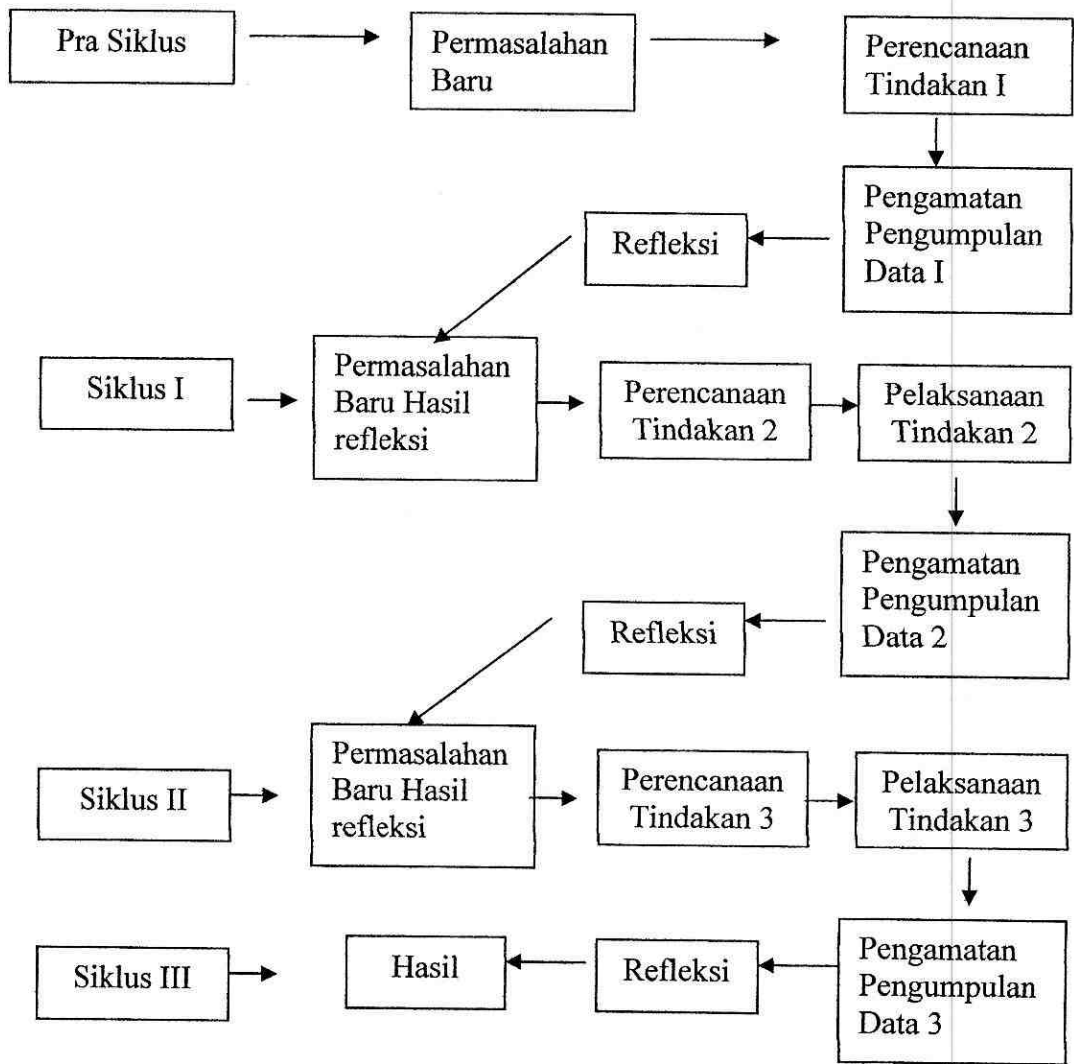 Pra Siklus
Permasalahan
Baru
Perencanaan
Tindakan I
Pengamatan
Pengumpulan
Data I
Refleksi
Siklus I
Permasalahan
Baru Hasil
refleksi
Perencanaan
Tindakan 2
Pelaksanaan
Tindakan 2
Pengamatan
Pengumpulan
Data 2
Refleksi
Siklus II
Permasalahan
Baru Hasil
refleksi
Perencanaan
Tindakan 3
Pelaksanaan
Tindakan 3
Siklus III
Hasil
Refleksi
Pengamatan
Pengumpulan
Data 3